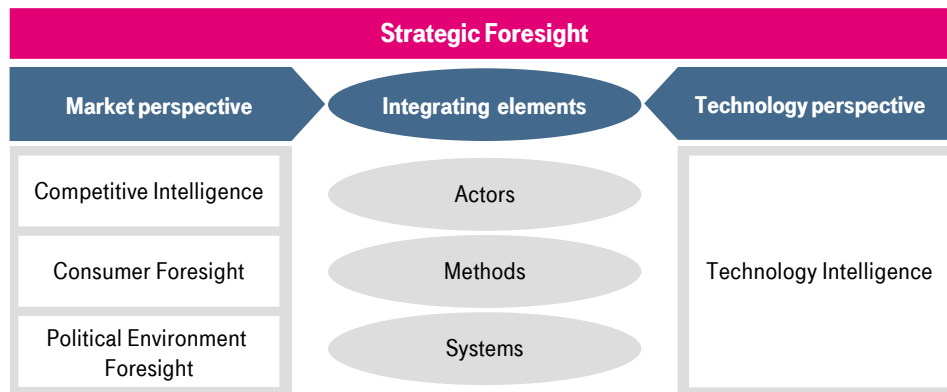 Strategic Foresight
Market perspective
Integrating elements
Technology perspective
Competitive Intelligence
Consumer Foresight
Political Environment
Foresight
Actors
Methods
Systems
Technology Intelligence